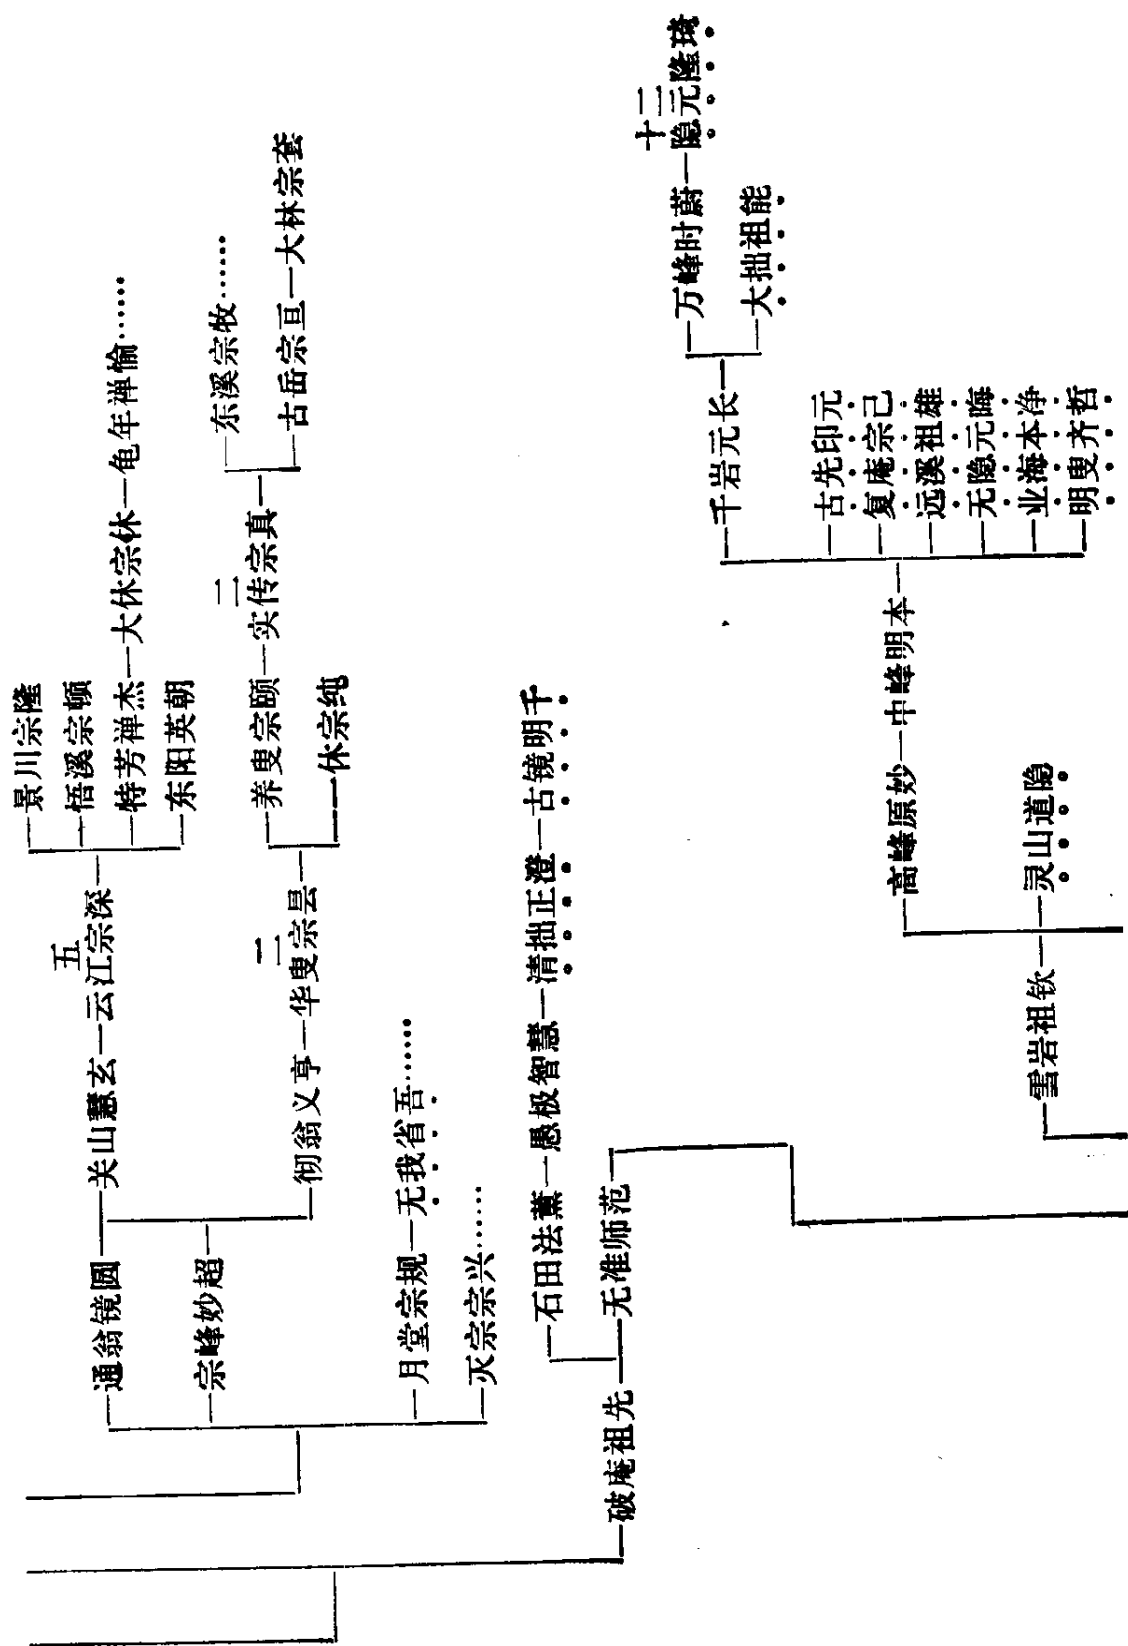 景川宗隆
五
悟溪宗顿
通翁镜圆—关山慧玄—云江宗深
特芳禅杰—大休宗休—龟年禅愉……
东阳英朝
宗峰妙超
东溪宗牧……
二
养叟宗颐—实传宗真
古岳宗亘—大林宗套
二
彻翁义亨—华叟宗昙
一休宗纯
月堂宗规—无我省吾……
灭宗宗兴……
石田法薰—愚极智慧—清拙正澄—古镜明千
破庵祖先—无准师范
十二
万峰时蔚—隐元隆琦
千岩元长
大拙祖能
古先印元
复庵宗己
高峰原妙—中峰明本
远溪祖雄
无隐元晦
业海本净
雪岩祖钦
灵山道隐
明叟齐哲